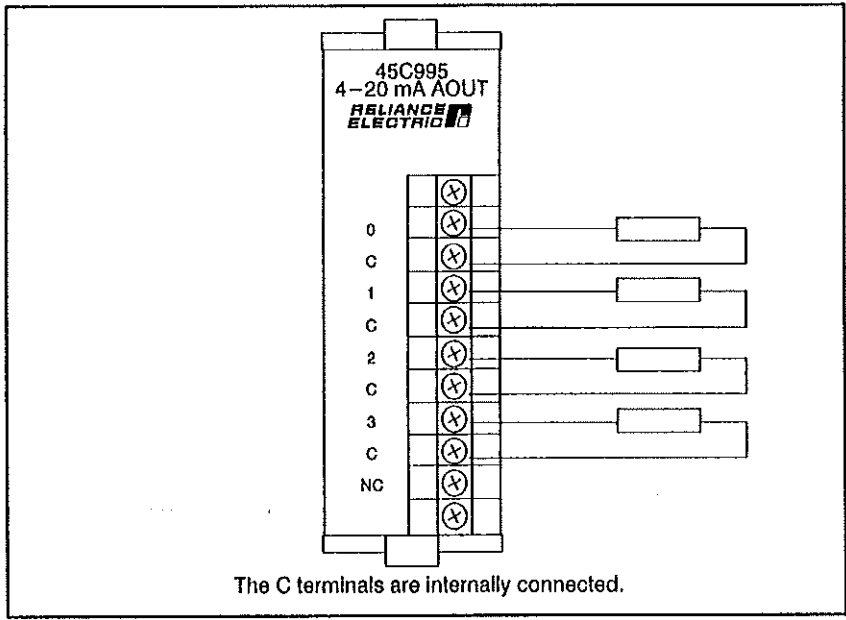 45C995
4–20 mA AOUT
RELIANCE
ELECTRIC
0
C
1
C
2
C
3
C
NC
The C terminals are internally connected.